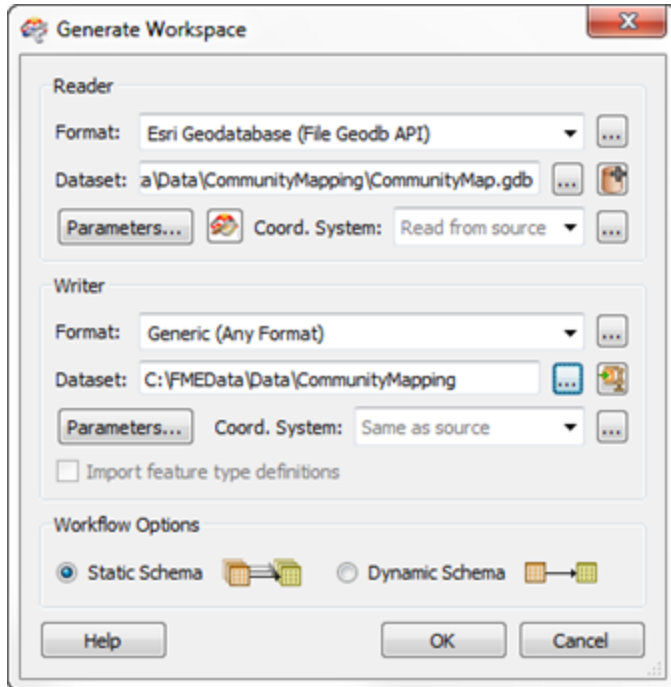 Generate Workspace
Reader
Format: Esri Geodatabase (File Geodb API) ...
Dataset: a\Data\CommunityMapping\CommunityMap.gdb ...
Parameters... Coord. System: Read from source ...
Writer
Format: Generic (Any Format) ...
Dataset: C:\FMEData\Data\CommunityMapping ...
Parameters... Coord. System: Same as source ...
Import feature type definitions
Workflow Options
Static Schema Dynamic Schema
Help OK Cancel